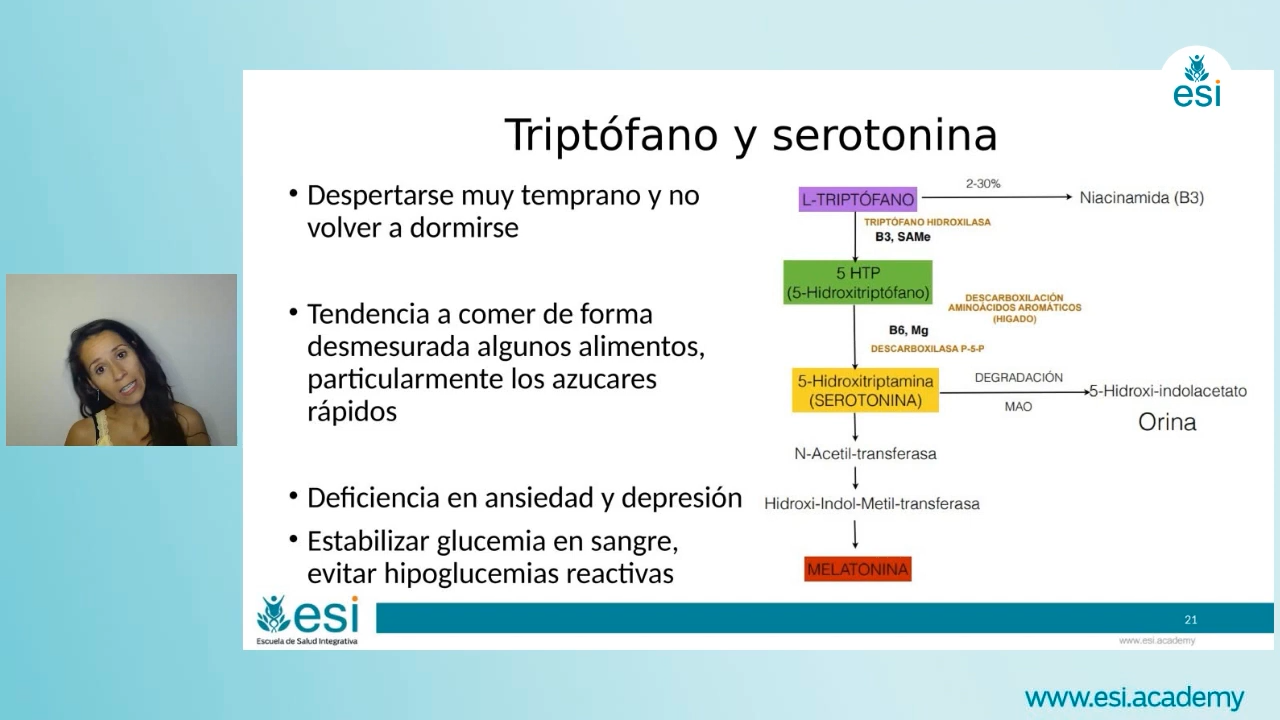 esi
Triptófano y serotonina
• Despertarse muy temprano y no
volver a dormirse
• Tendencia a comer de forma
desmesurada algunos alimentos,
particularmente los azucares
rápidos
• Deficiencia en ansiedad y depresión
• Estabilizar glucemia en sangre,
evitar hipoglucemias reactivas
L-TRIPTÓFANO
2-30%
Niacinamida (B3)
TRIPTÓFANO HIDROXILASA
B3, SAMe
5 HTP
(5-Hidroxitriptófano)
DESCARBOXILACIÓN
AMINOÁCIDOS AROMÁTICOS
(HIGADO)
B6, Mg
DESCARBOXILASA P-5-P
5-Hidroxitriptamina
(SEROTONINA)
DEGRADACIÓN
MAO
5-Hidroxi-indolacetato
Orina
N-Acetil-transferasa
Hidroxi-Indol-Metil-transferasa
MELATONINA
esi
Escuela de Salud Integrativa
21
www.esi.academy
www.esi.academy